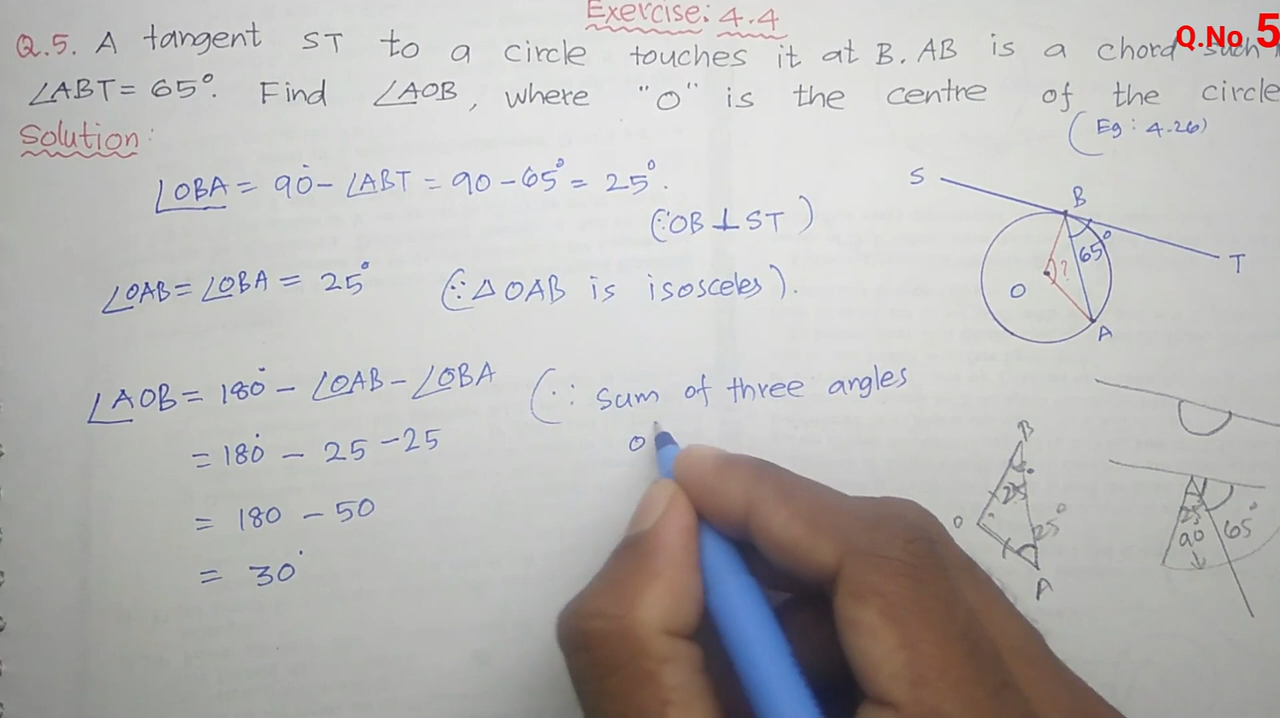 Exercise: 4.4
Q.No 5
Q.5. A tangent ST to a circle touches it at B. AB is a chord such
∠ABT = 65°. Find ∠AOB, where "O" is the centre of the circle
(Eg: 4.26)
Solution:
∠OBA = 90° - ∠ABT = 90 - 65° = 25°.
(∵ OB ⊥ ST)
∠OAB = ∠OBA = 25° (∵ △OAB is isosceles).
∠AOB = 180° - ∠OAB - ∠OBA (∵ sum of three angles
= 180° - 25 - 25
o
= 180 - 50
= 30°
S
B
65°
T
?
O
A
B
25
O
25°
A
25
90
65°